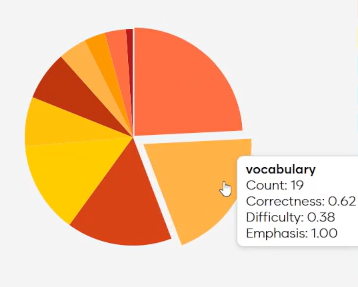 vocabulary
Count: 19
Correctness: 0.62
Difficulty: 0.38
Emphasis: 1.00